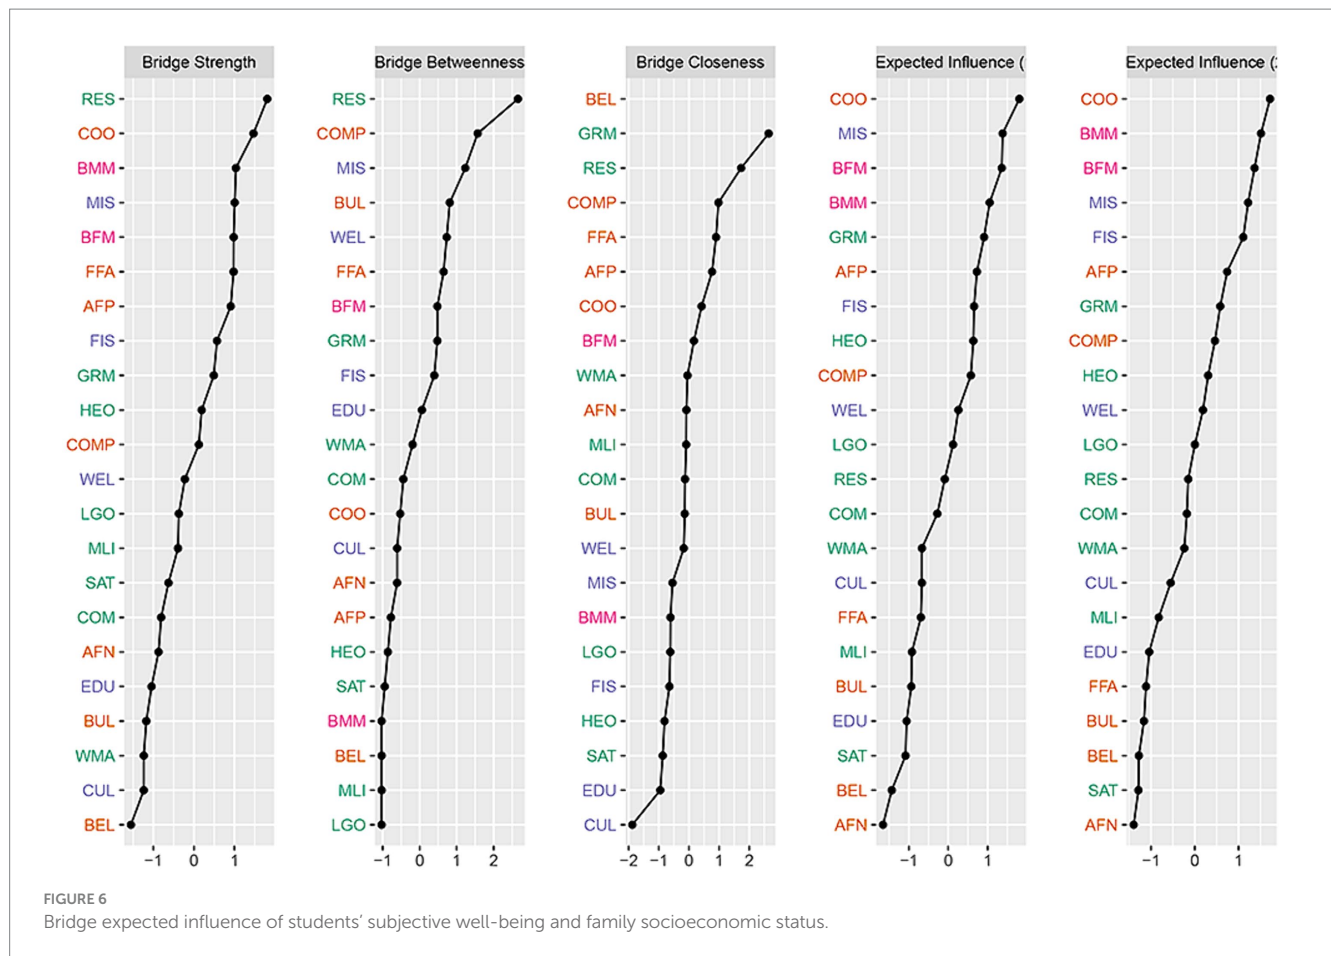 Bridge Strength
RES
COO
BMM
MIS
BFM
FFA
AFP
FIS
GRM
HEO
COMP
WEL
LGO
MLI
SAT
COM
AFN
EDU
BUL
WMA
CUL
BEL
−1 0 1
Bridge Betweenness
RES
COMP
MIS
BUL
WEL
FFA
BFM
GRM
FIS
EDU
WMA
COM
COO
CUL
AFN
AFP
HEO
SAT
BMM
BEL
MLI
LGO
−1 0 1 2
Bridge Closeness
BEL
GRM
RES
COMP
FFA
AFP
COO
BFM
WMA
AFN
MLI
COM
BUL
WEL
MIS
BMM
LGO
FIS
HEO
SAT
EDU
CUL
−2 −1 0 1 2
Expected Influence (
COO
MIS
BFM
BMM
GRM
AFP
FIS
HEO
COMP
WEL
LGO
RES
COM
WMA
CUL
FFA
MLI
BUL
EDU
SAT
BEL
AFN
−1 0 1
Expected Influence (2
COO
BMM
BFM
MIS
FIS
AFP
GRM
COMP
HEO
WEL
LGO
RES
COM
WMA
CUL
MLI
EDU
FFA
BUL
BEL
SAT
AFN
−1 0 1
FIGURE 6
Bridge expected influence of students’ subjective well-being and family socioeconomic status.